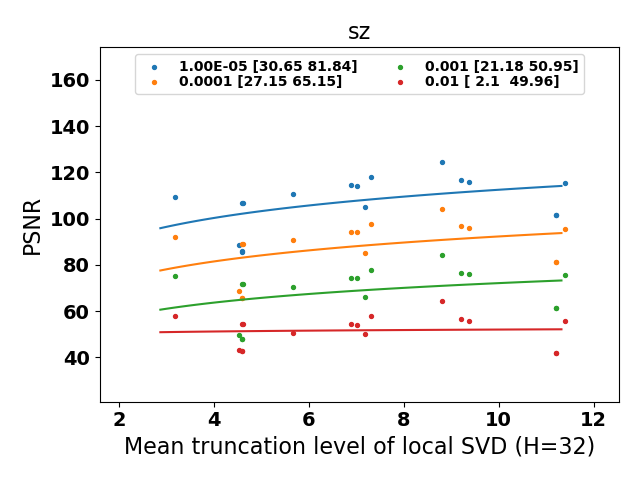 sz
1.00E-05 [30.65 81.84]
0.0001 [27.15 65.15]
0.001 [21.18 50.95]
0.01 [ 2.1  49.96]
PSNR
160
140
120
100
80
60
40
2 4 6 8 10 12
Mean truncation level of local SVD (H=32)